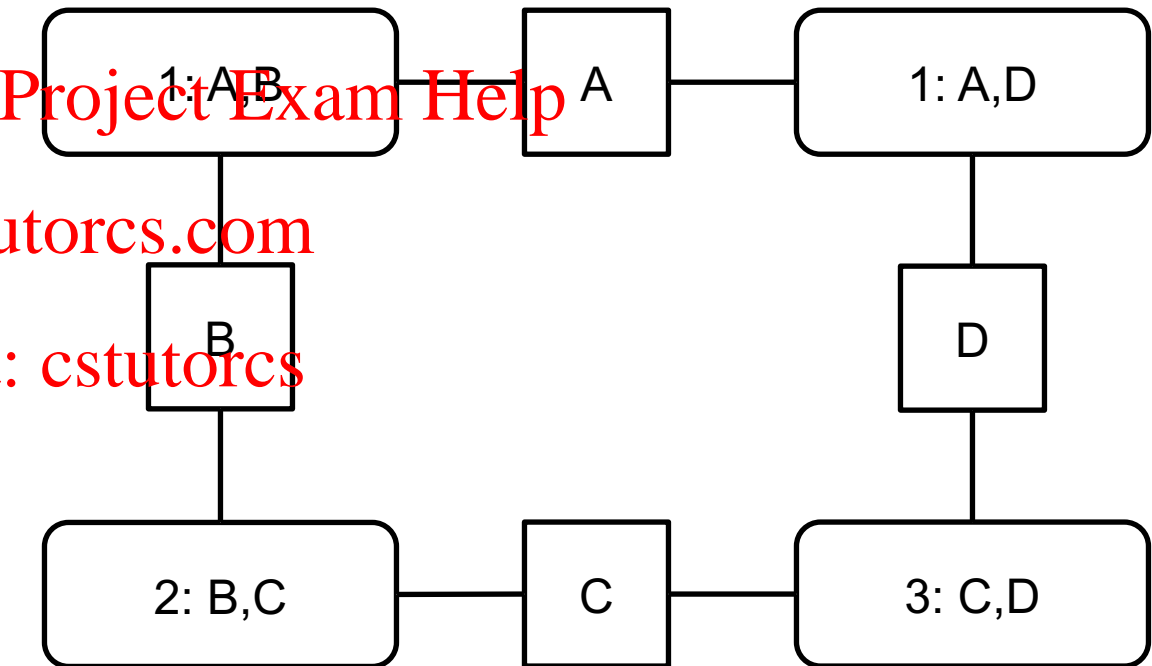 1: A,B
A
1: A,D
Project Exam Help
utorcs.com
B
D
: cstutorcs
2: B,C
C
3: C,D